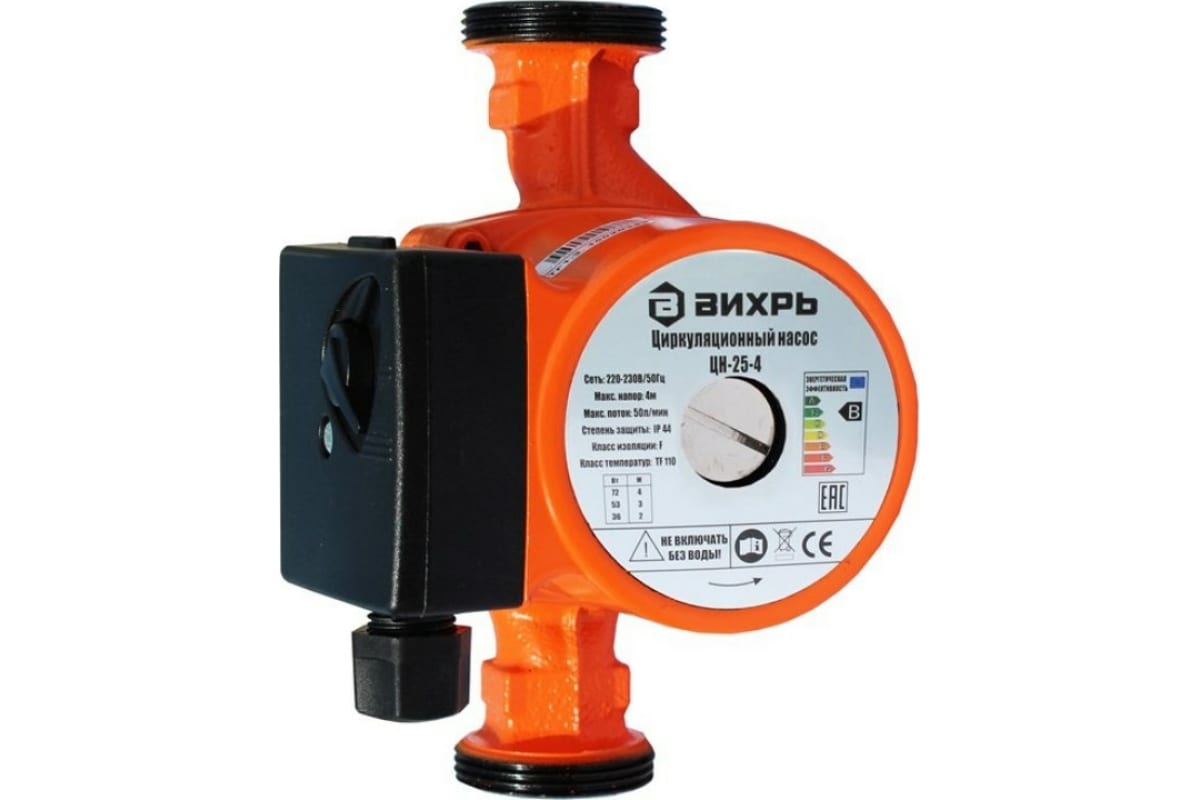 ВИХРЬ
Циркуляционный насос
ЦН-25-4
Сеть: 220-230В/50Гц
Макс. напор: 4м
Макс. поток: 50л/мин
Степень защиты: IP 44
Класс изоляции: F
Класс температур: TF 110
Вт м
72 4
53 3
36 2
ЭНЕРГЕТИЧЕСКАЯ
ЭФФЕКТИВНОСТЬ
B
EAC
НЕ ВКЛЮЧАТЬ
БЕЗ ВОДЫ!
CE